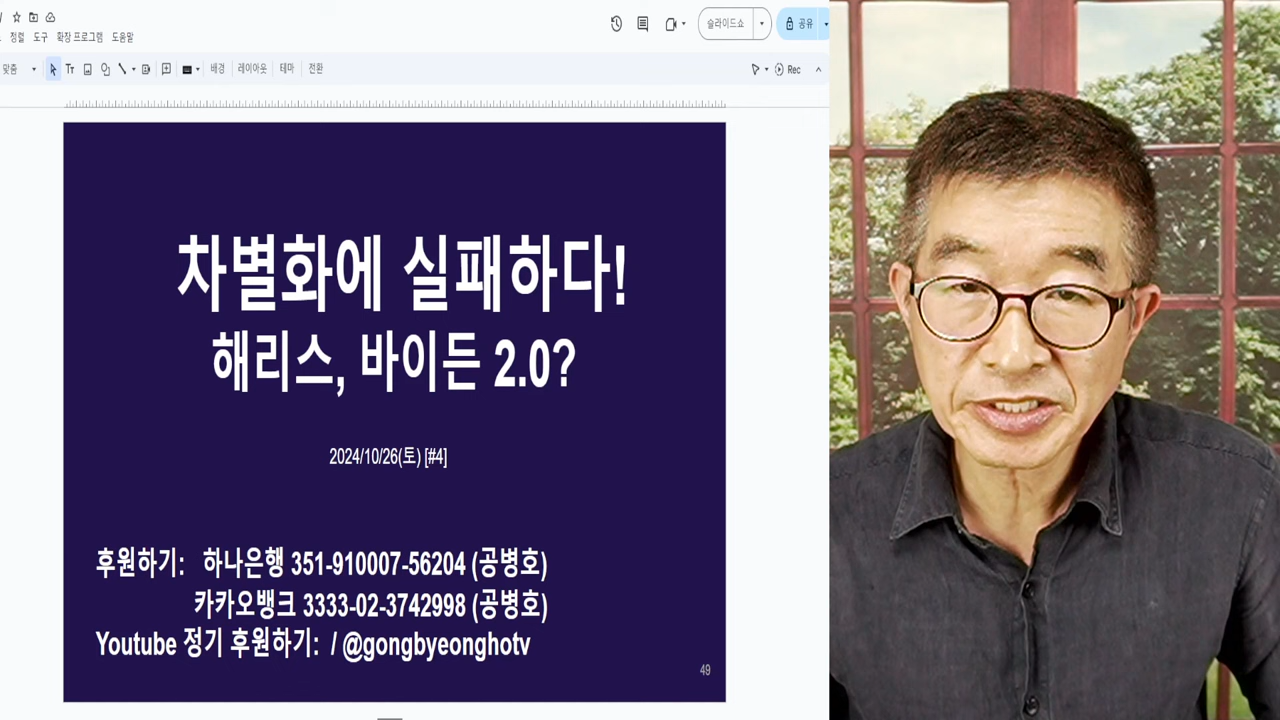 정렬 도구 확장 프로그램 도움말
슬라이드쇼
공유
맞춤
배경 레이아웃 테마 전환
Rec
차별화에 실패하다!
해리스, 바이든 2.0?
2024/10/26(토) [#4]
후원하기: 하나은행 351-910007-56204 (공병호)
카카오뱅크 3333-02-3742998 (공병호)
Youtube 정기 후원하기: / @gongbyeonghotv
49